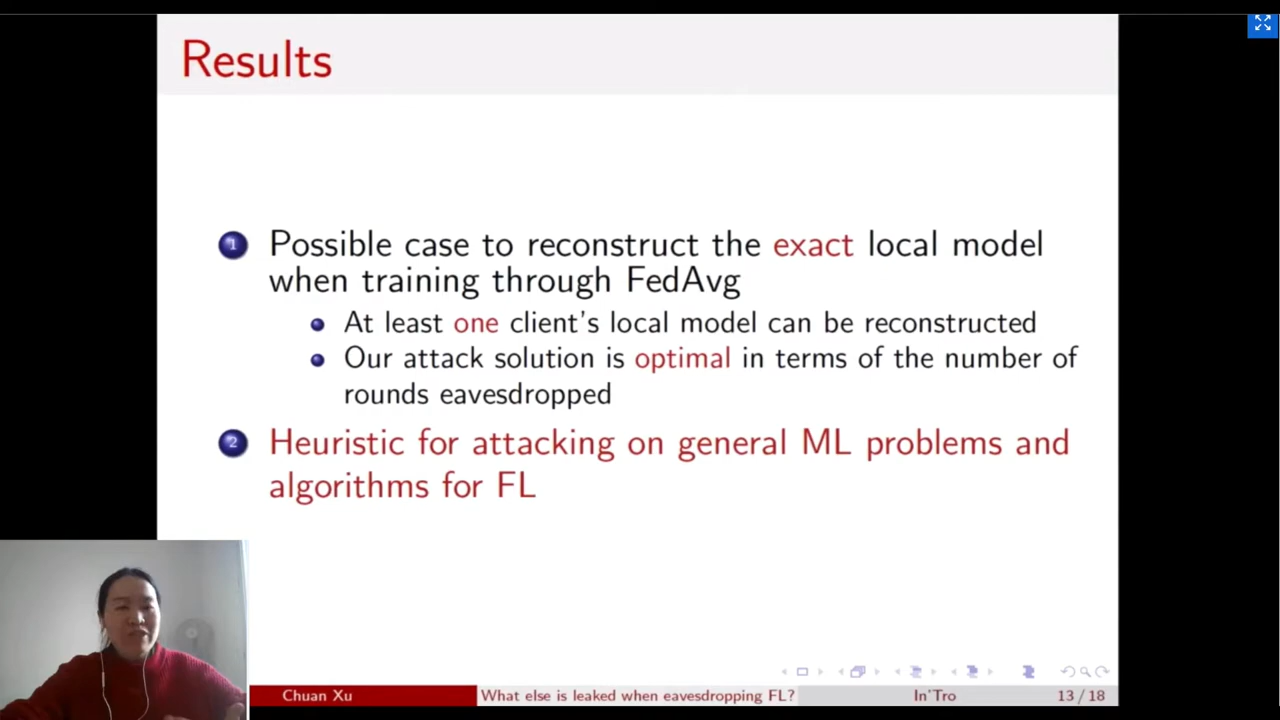 Results
1 Possible case to reconstruct the exact local model
when training through FedAvg
At least one client's local model can be reconstructed
Our attack solution is optimal in terms of the number of
rounds eavesdropped
2 Heuristic for attacking on general ML problems and
algorithms for FL
Chuan Xu What else is leaked when eavesdropping FL? In'Tro 13 / 18